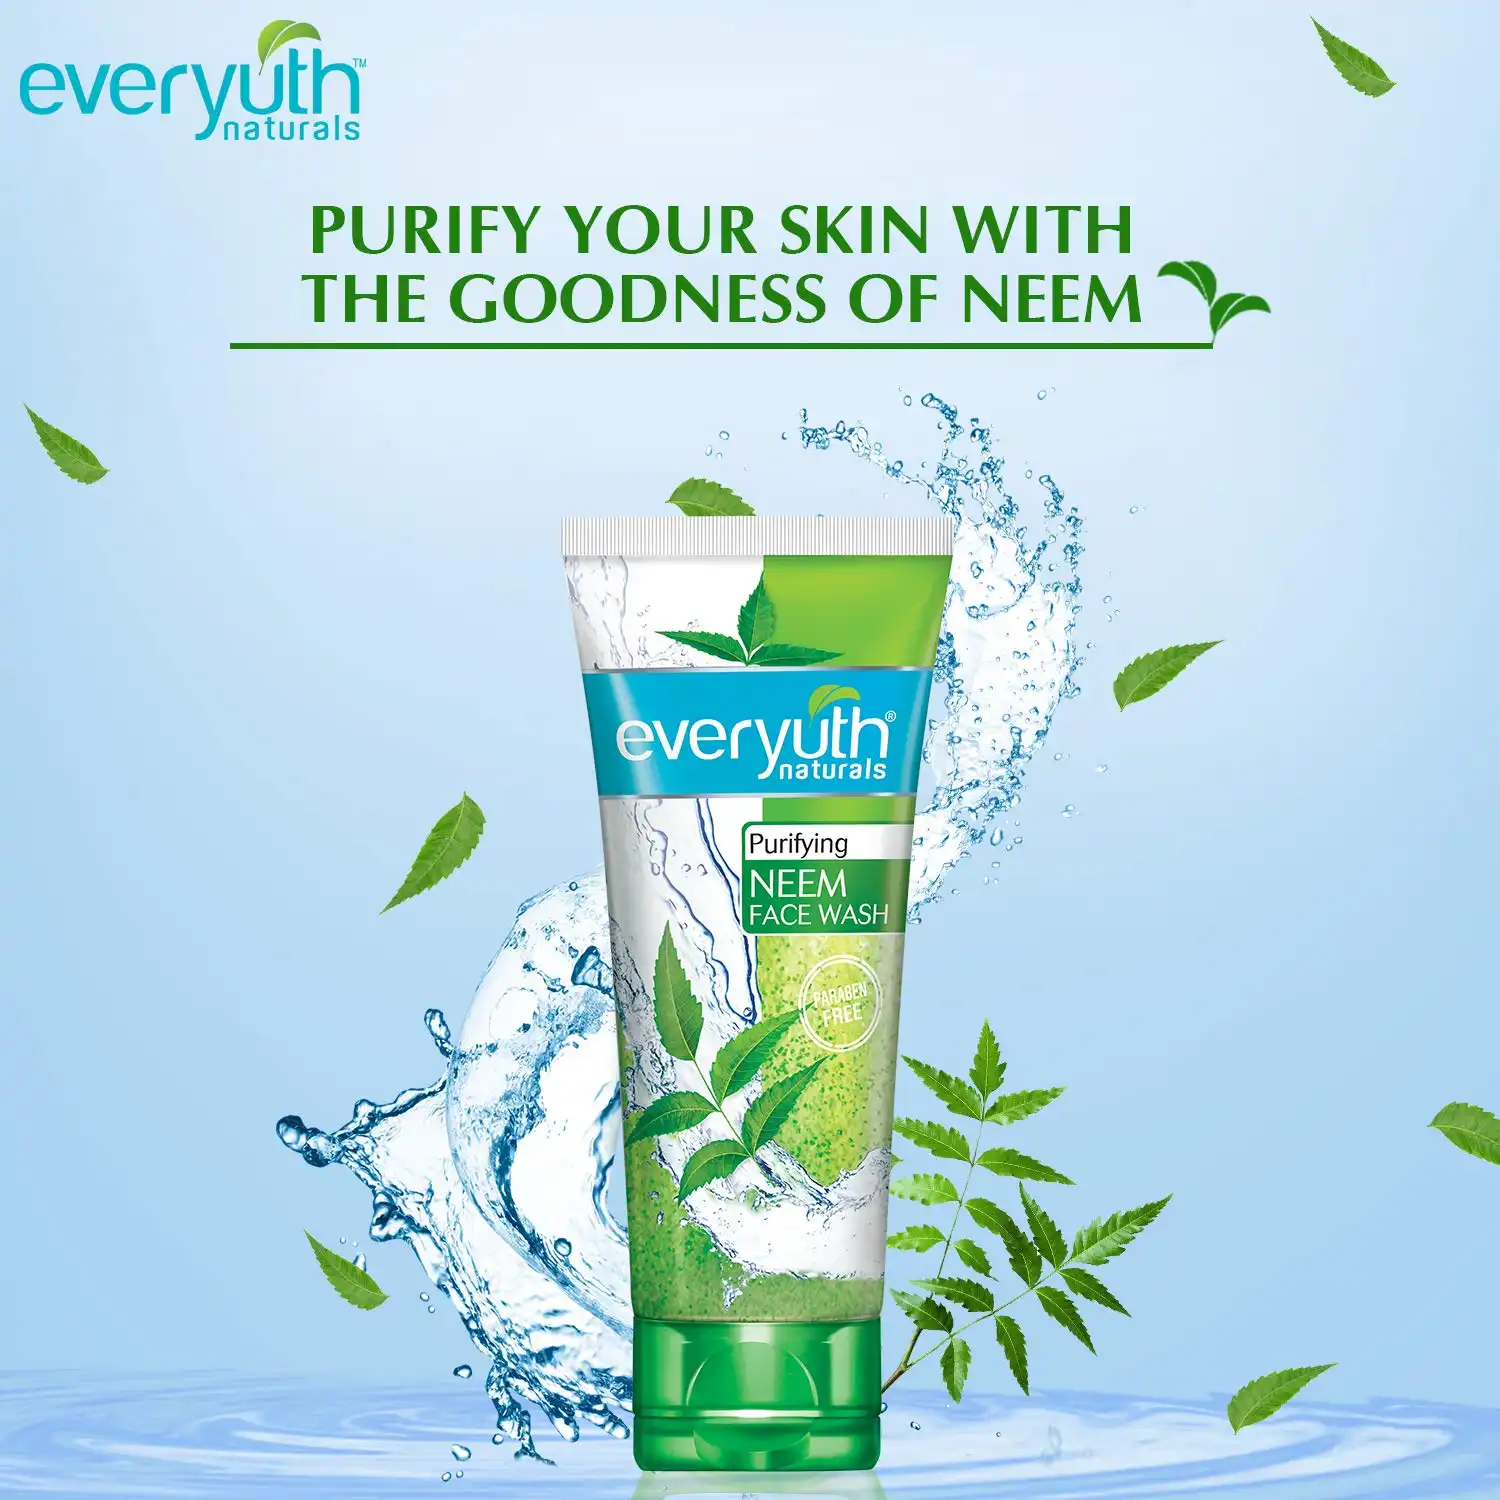 everyuth™
naturals
PURIFY YOUR SKIN WITH
THE GOODNESS OF NEEM
everyuth®
naturals
Purifying
NEEM
FACE WASH
PARABEN
FREE